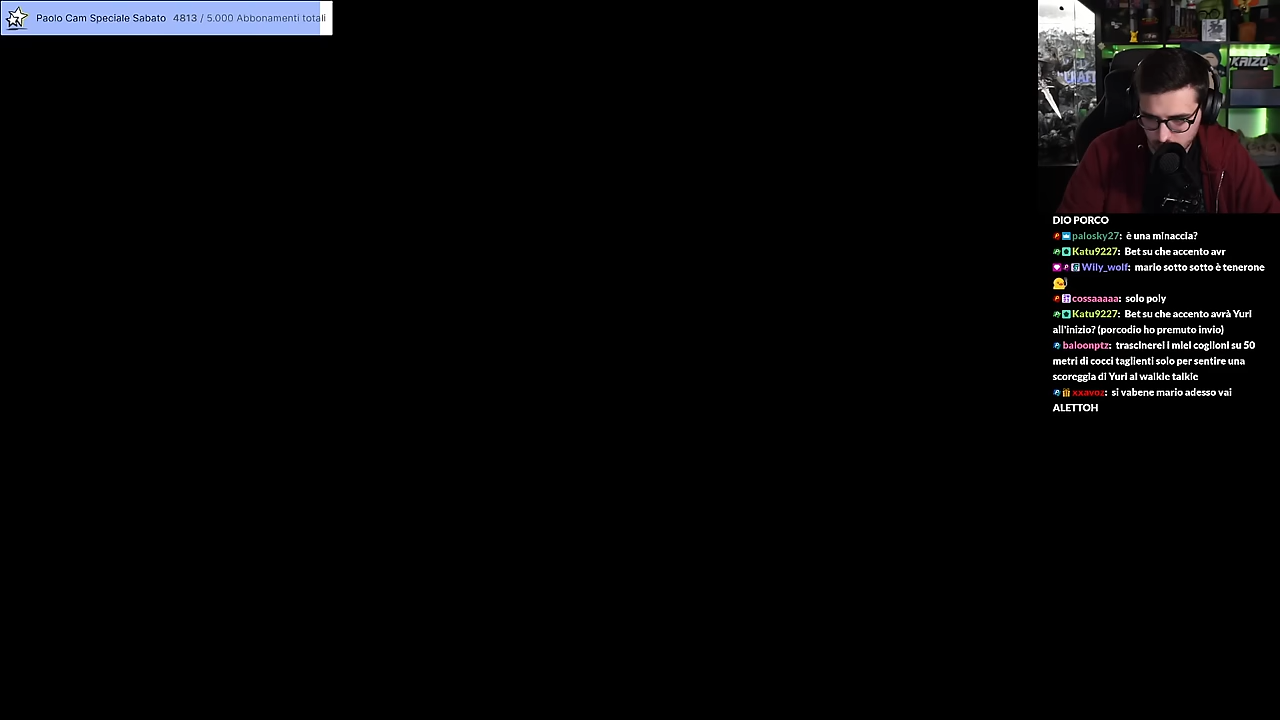 Paolo Cam Speciale Sabato 4813 / 5.000 Abbonamenti totali
KAIZO
DIO PORCO
palosky27: è una minaccia?
Katu9227: Bet su che accento avr
Wily_wolf: mario sotto sotto è tenerone
cossaaaaa: solo poly
Katu9227: Bet su che accento avrà Yuri
all'inizio? (porcodio ho premuto invio)
baloonptz: trascinerei i miei coglioni su 50
metri di cocci taglienti solo per sentire una
scoreggia di Yuri al walkie talkie
xxavoz: si vabene mario adesso vai
ALETTOH